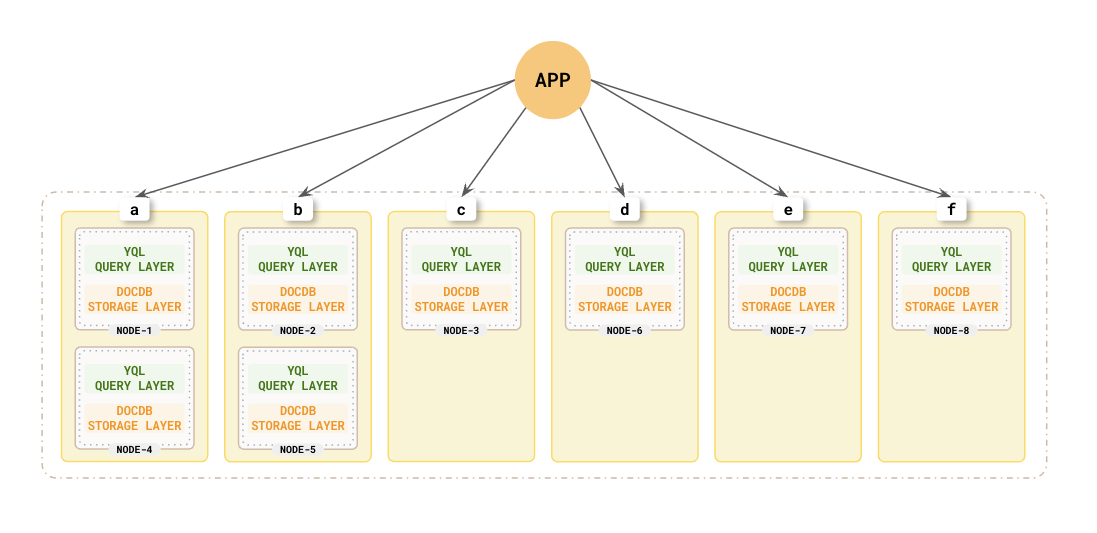 APP
a
YQL
QUERY LAYER
DOCDB
STORAGE LAYER
NODE-1
YQL
QUERY LAYER
DOCDB
STORAGE LAYER
NODE-4
b
YQL
QUERY LAYER
DOCDB
STORAGE LAYER
NODE-2
YQL
QUERY LAYER
DOCDB
STORAGE LAYER
NODE-5
c
YQL
QUERY LAYER
DOCDB
STORAGE LAYER
NODE-3
d
YQL
QUERY LAYER
DOCDB
STORAGE LAYER
NODE-6
e
YQL
QUERY LAYER
DOCDB
STORAGE LAYER
NODE-7
f
YQL
QUERY LAYER
DOCDB
STORAGE LAYER
NODE-8